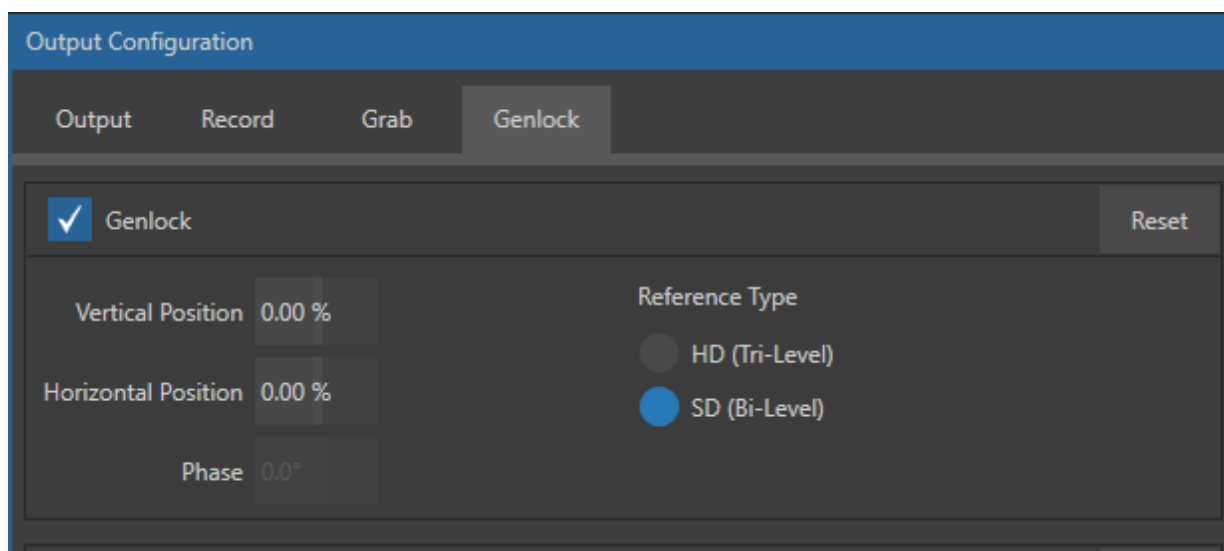 Output Configuration
Output Record Grab Genlock
Genlock Reset
Vertical Position 0.00 %
Reference Type
HD (Tri-Level)
Horizontal Position 0.00 %
SD (Bi-Level)
Phase 0.0°